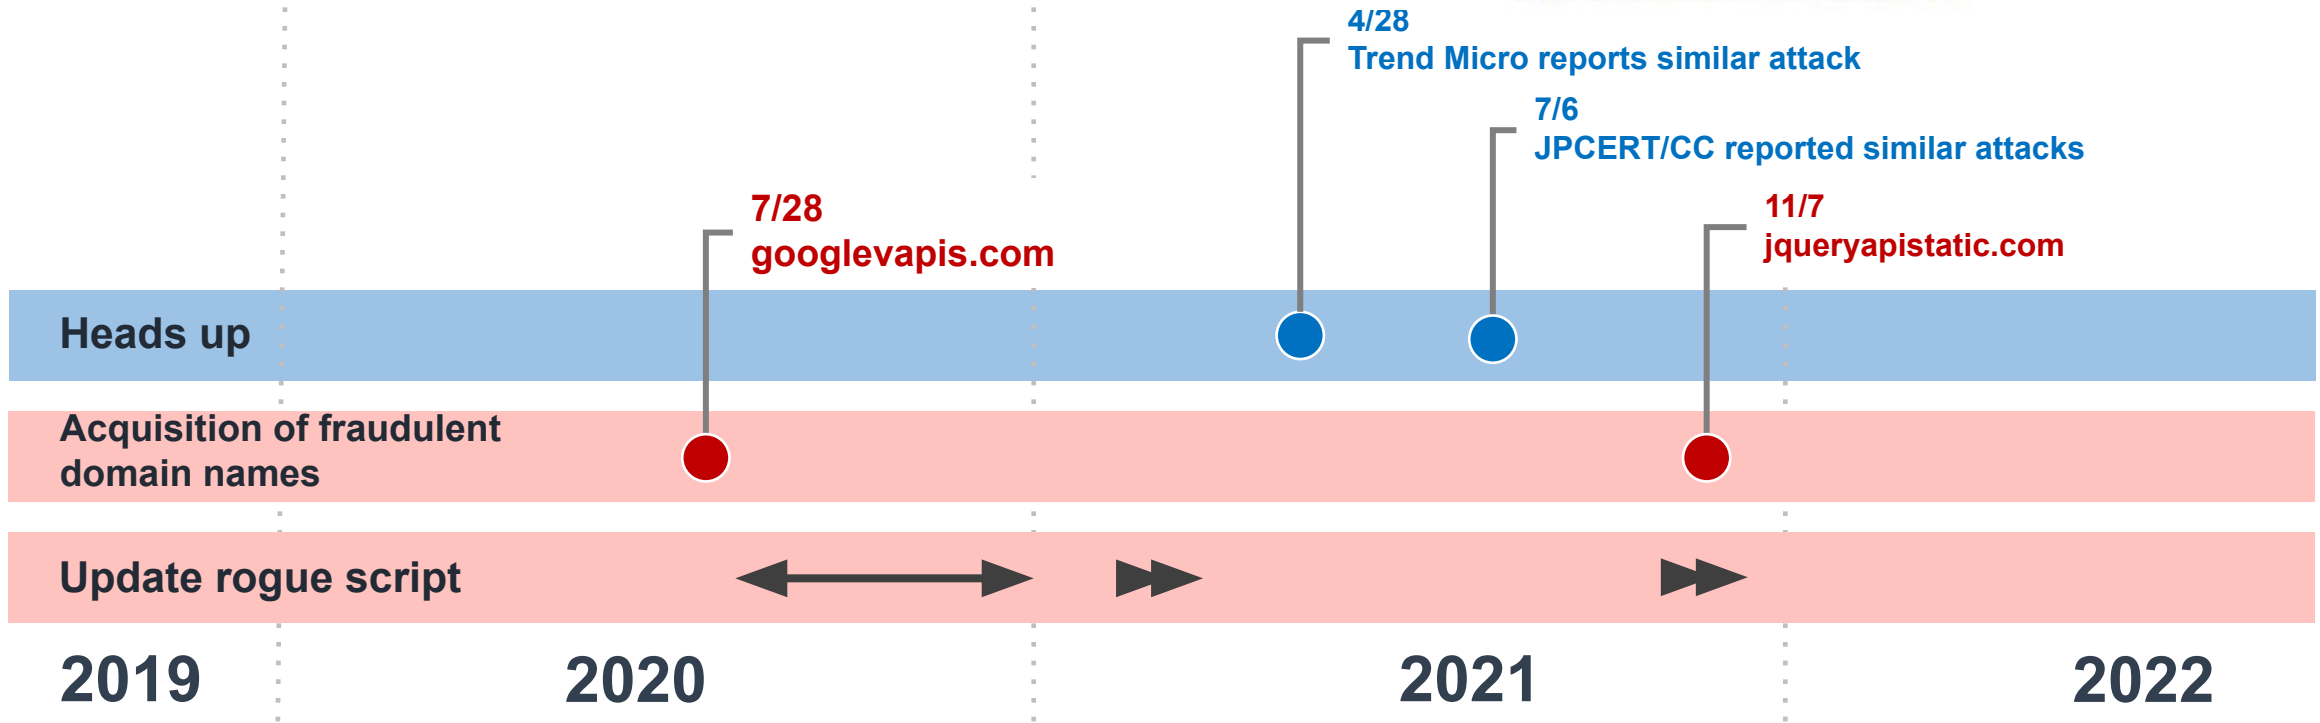 4/28
Trend Micro reports similar attack
7/6
JPCERT/CC reported similar attacks
7/28
googlevapis.com
11/7
jqueryapistatic.com
Heads up
Acquisition of fraudulent
domain names
Update rogue script
2019
2020
2021
2022